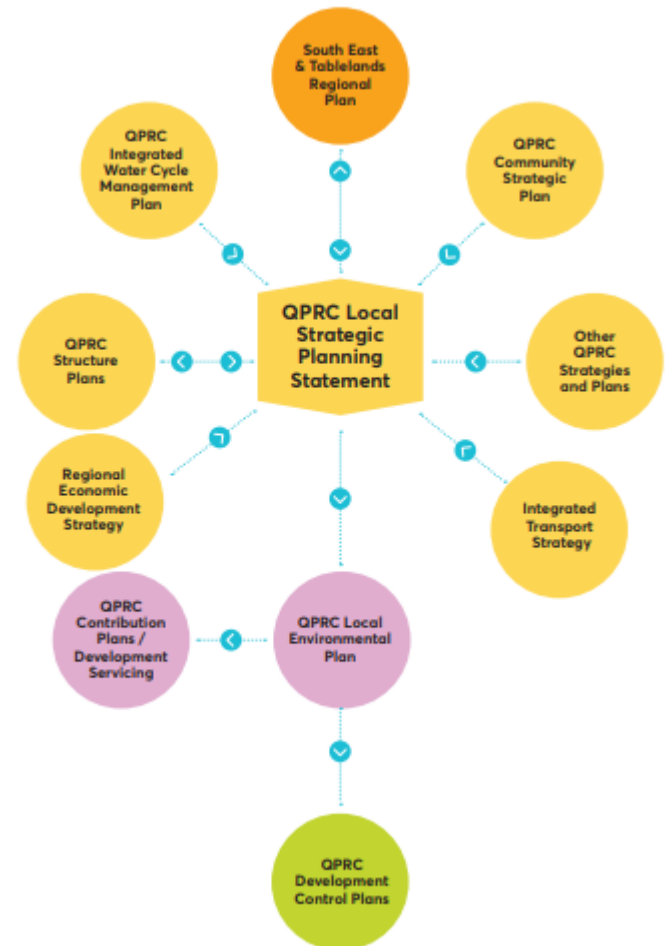 South East
& Tablelands
Regional
Plan
QPRC
Integrated
Water Cycle
Management
Plan
QPRC
Community
Strategic
Plan
QPRC Local
Strategic
Planning
Statement
QPRC
Structure
Plans
Other
QPRC
Strategies
and Plans
Regional
Economic
Development
Strategy
Integrated
Transport
Strategy
QPRC
Contribution
Plans /
Development
Servicing
QPRC Local
Environmental
Plan
QPRC
Development
Control Plans